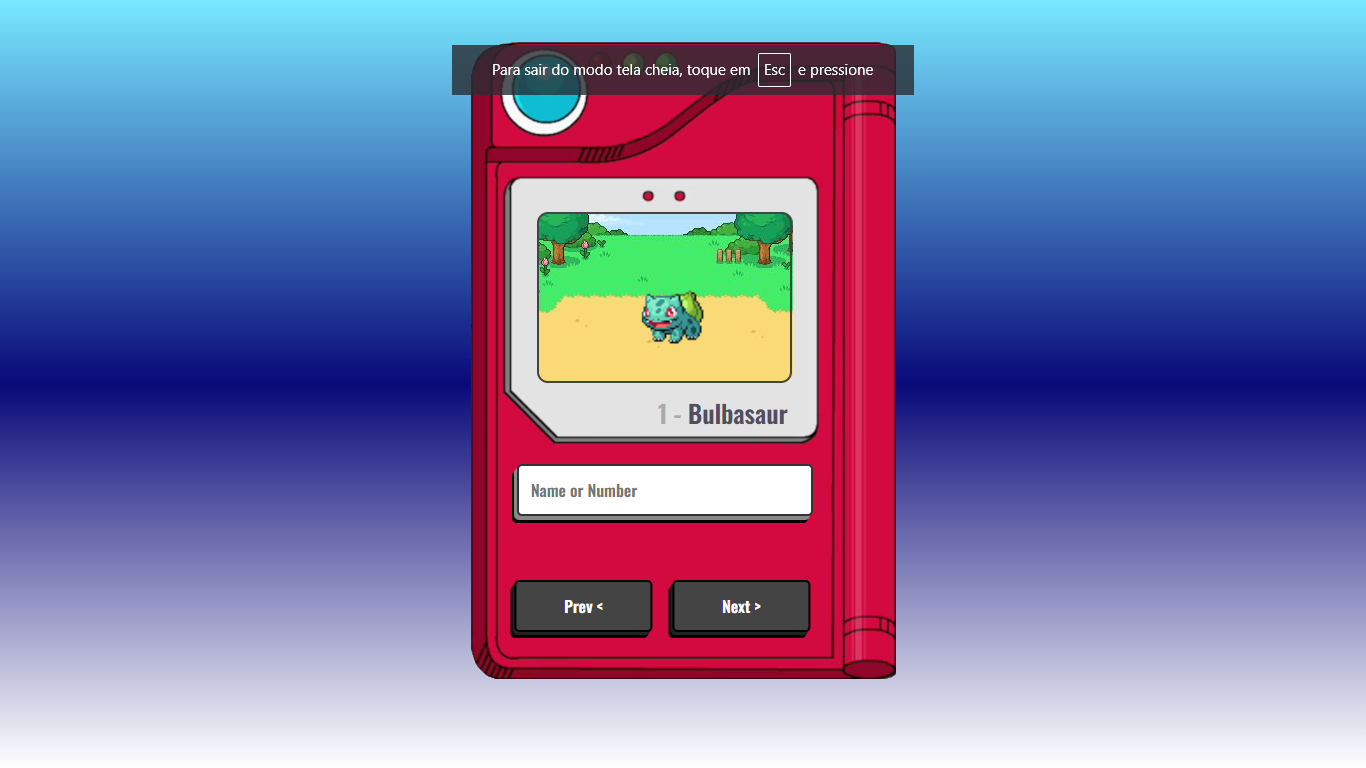 Para sair do modo tela cheia, toque em Esc e pressione
1 - Bulbasaur
Name or Number
Prev < Next >